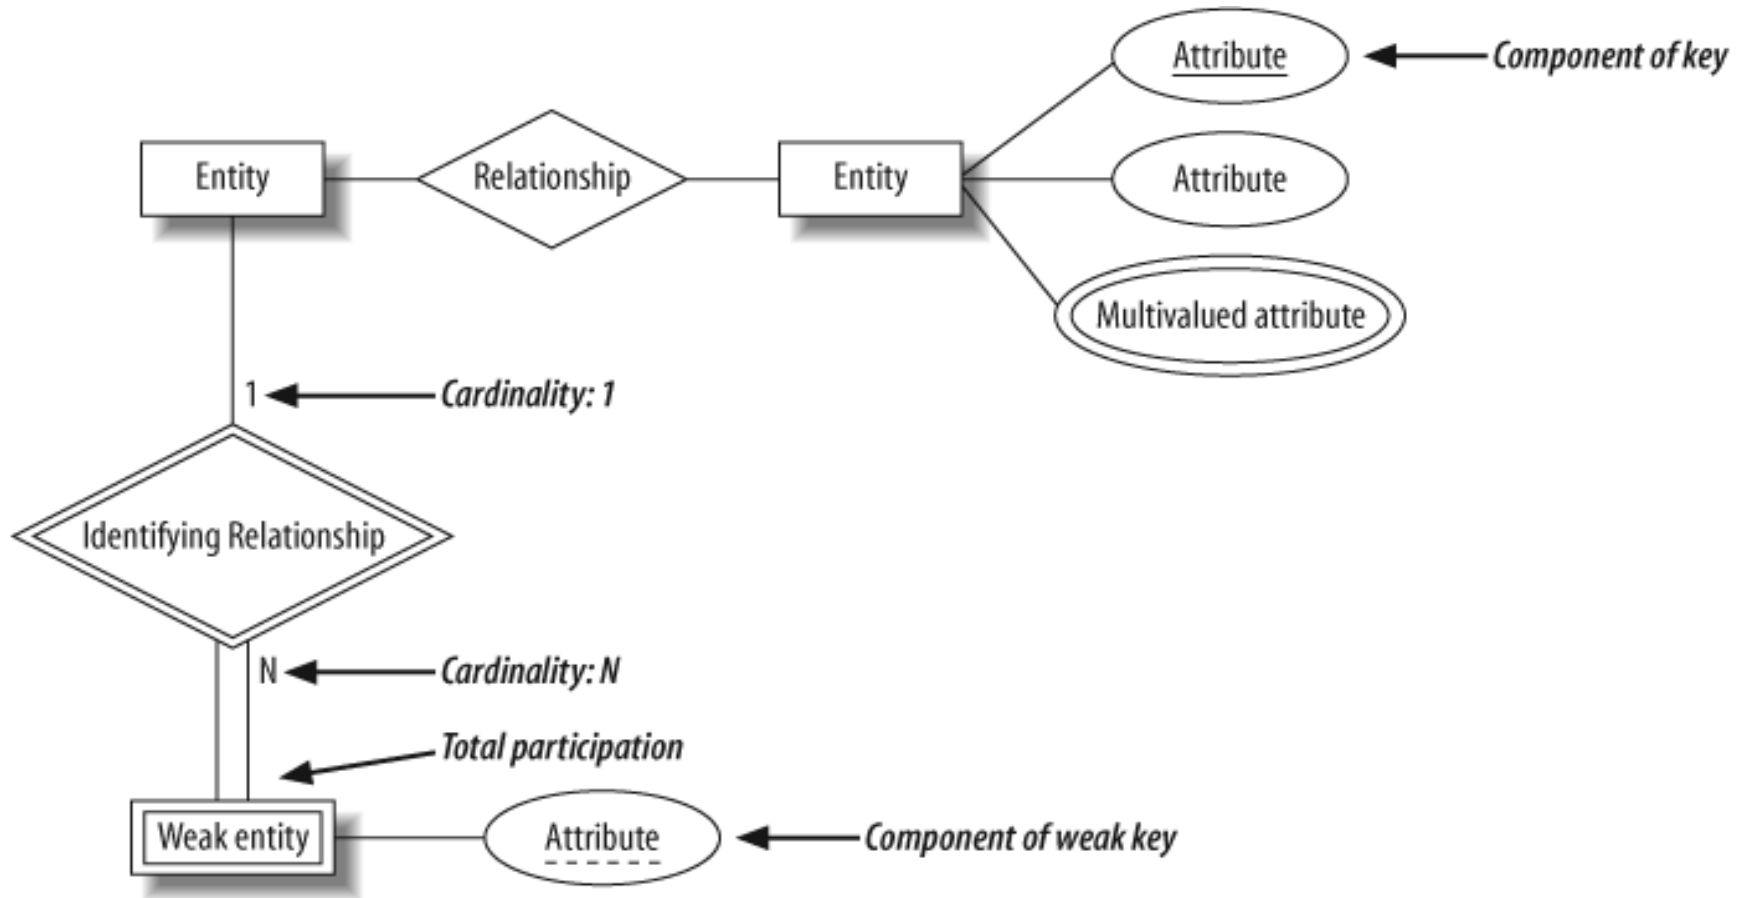 Attribute
Component of key
Entity
Relationship
Entity
Attribute
Multivalued attribute
1
Cardinality: 1
Identifying Relationship
N
Cardinality: N
Total participation
Weak entity
Attribute
Component of weak key